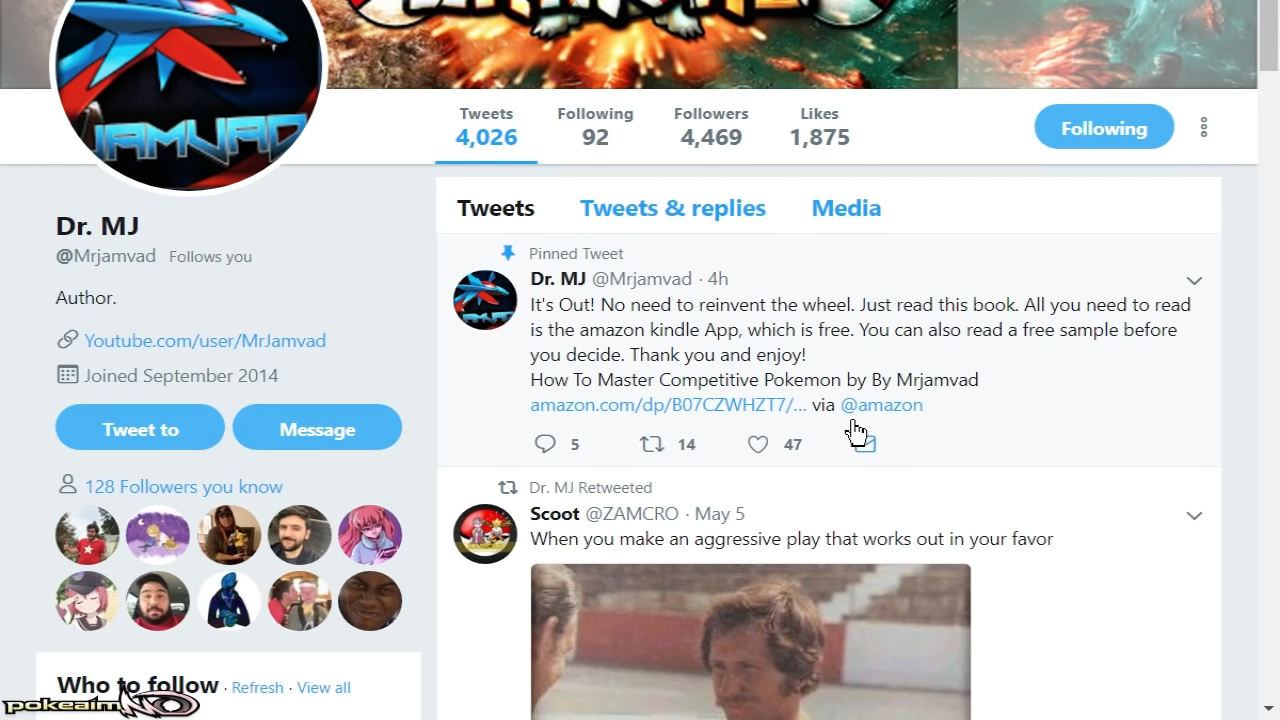 JAMVAD
Tweets
4,026
Following
92
Followers
4,469
Likes
1,875
Following
Dr. MJ
@Mrjamvad Follows you
Author.
Youtube.com/user/MrJamvad
Joined September 2014
Tweet to
Message
128 Followers you know
Who to follow · Refresh · View all
pokeaimMD
Tweets
Tweets & replies
Media
Pinned Tweet
Dr. MJ @Mrjamvad · 4h
It's Out! No need to reinvent the wheel. Just read this book. All you need to read
is the amazon kindle App, which is free. You can also read a free sample before
you decide. Thank you and enjoy!
How To Master Competitive Pokemon by By Mrjamvad
amazon.com/dp/B07CZWHZT7/... via @amazon
5
14
47
Dr. MJ Retweeted
Scoot @ZAMCRO · May 5
When you make an aggressive play that works out in your favor